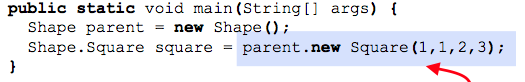 public static void main(String[] args) {
Shape parent = new Shape();
Shape.Square square = parent.new Square(1,1,2,3);
}